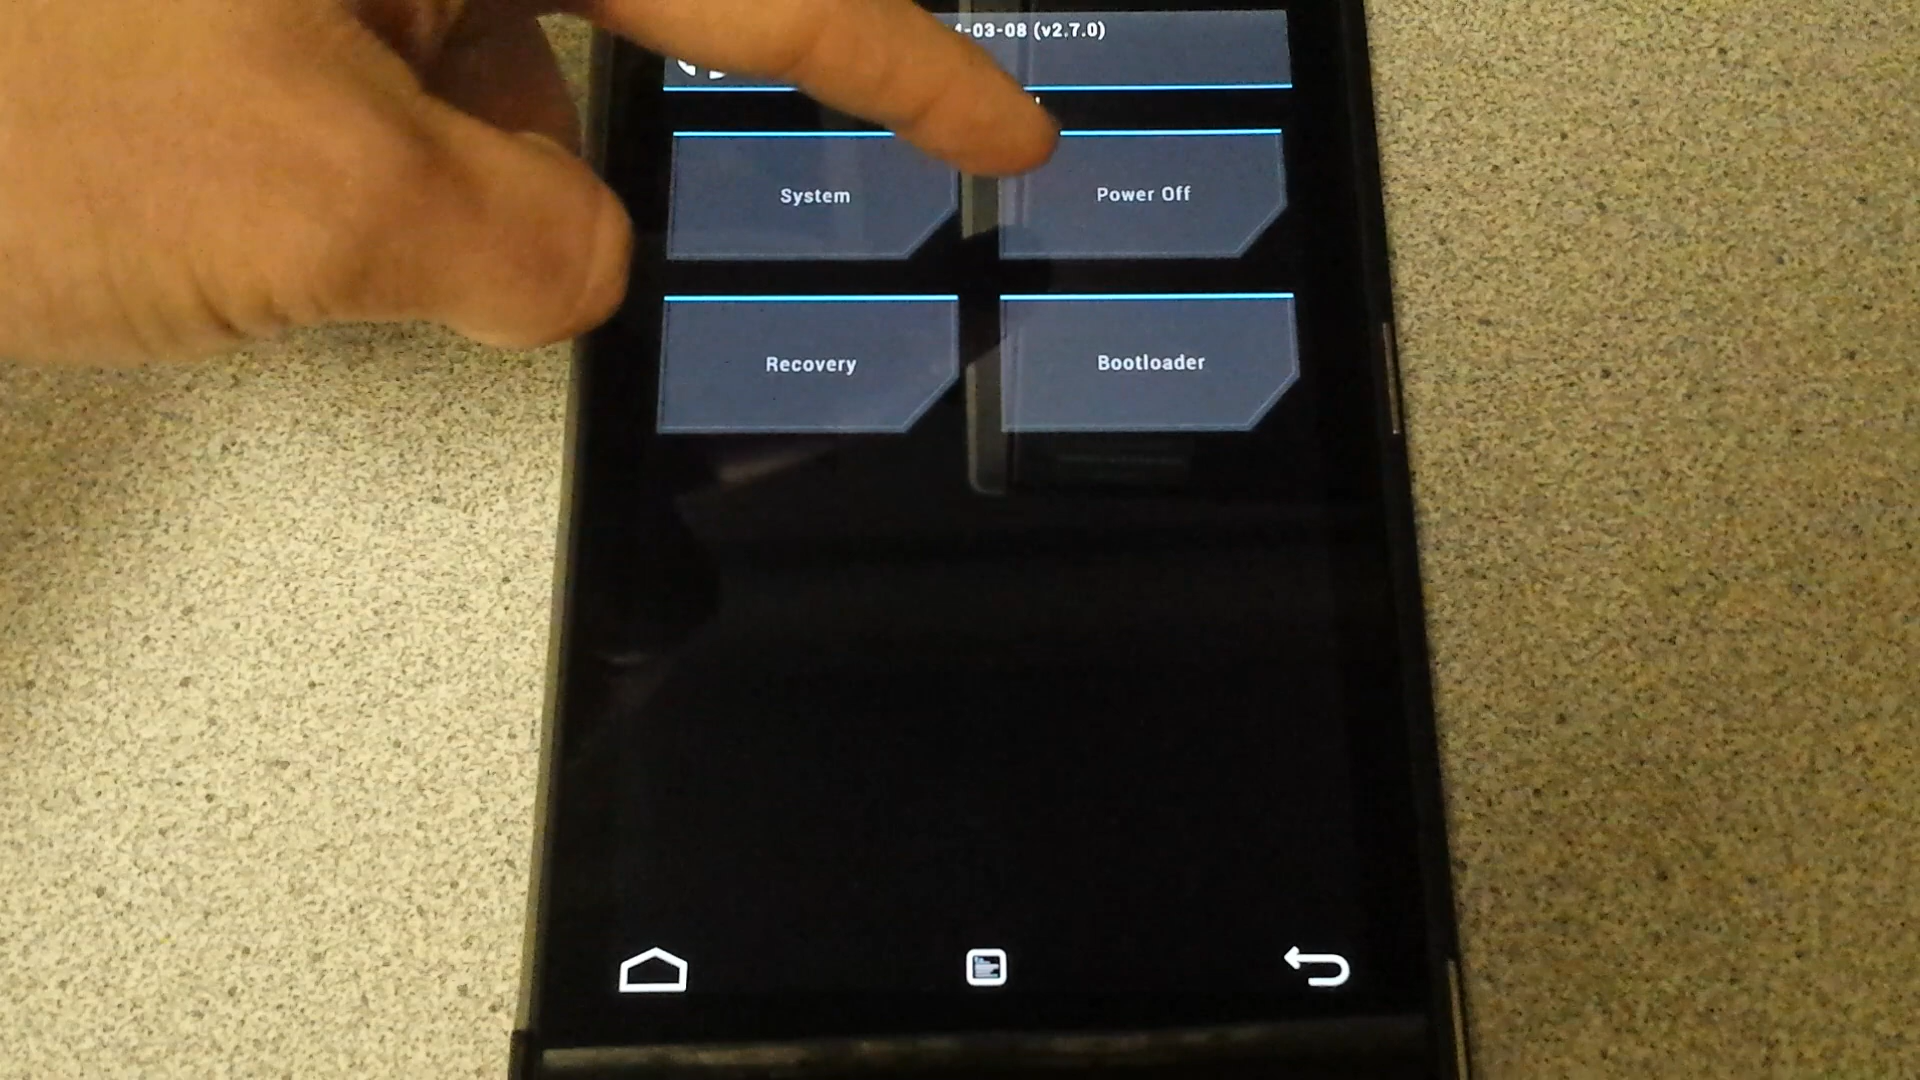 -03-08 (v2.7.0)
System
Power Off
Recovery
Bootloader